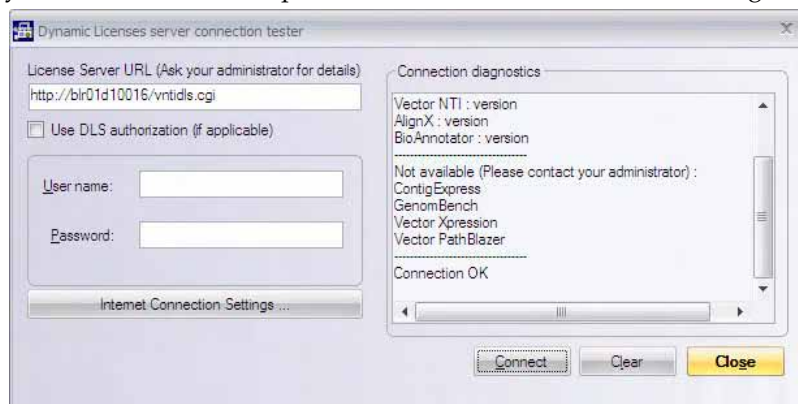 Dynamic Licenses server connection tester
License Server URL (Ask your administrator for details)
http://blr01d10016/vntidls.cgi
Use DLS authorization (if applicable)
User name:
Password:
Internet Connection Settings ...
Connection diagnostics
Vector NTI : version
AlignX : version
BioAnnotator : version
--------------------------------
Not available (Please contact your administrator) :
ContigExpress
GenomBench
Vector Xpression
Vector PathBlazer
--------------------------------
Connection OK
Connect
Clear
Close